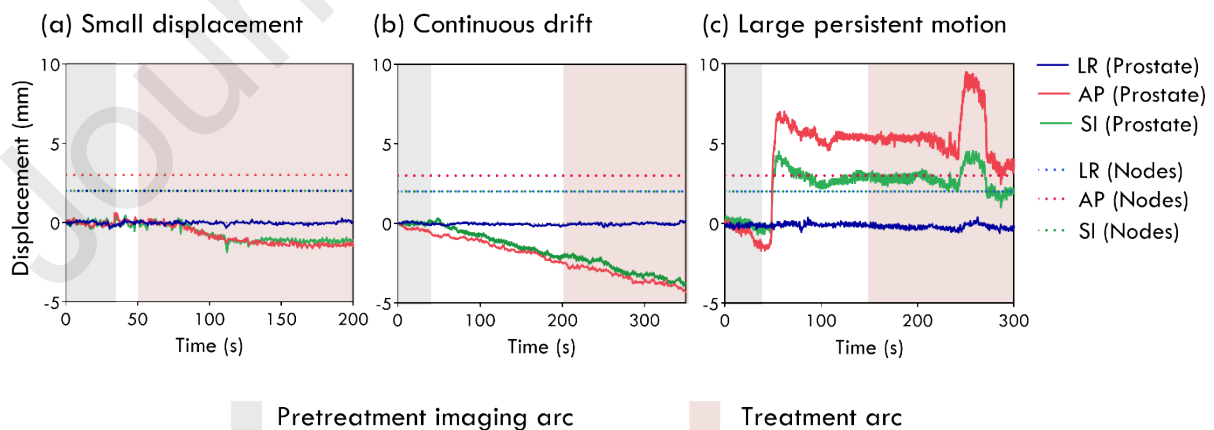 (a) Small displacement
(b) Continuous drift
(c) Large persistent motion
Displacement (mm)
10
5
0
-5
0
50
100
150
200
Time (s)
10
5
0
-5
0
100
200
300
Time (s)
10
5
0
-5
0
100
200
300
Time (s)
LR (Prostate)
AP (Prostate)
SI (Prostate)
LR (Nodes)
AP (Nodes)
SI (Nodes)
Pretreatment imaging arc
Treatment arc
Journ